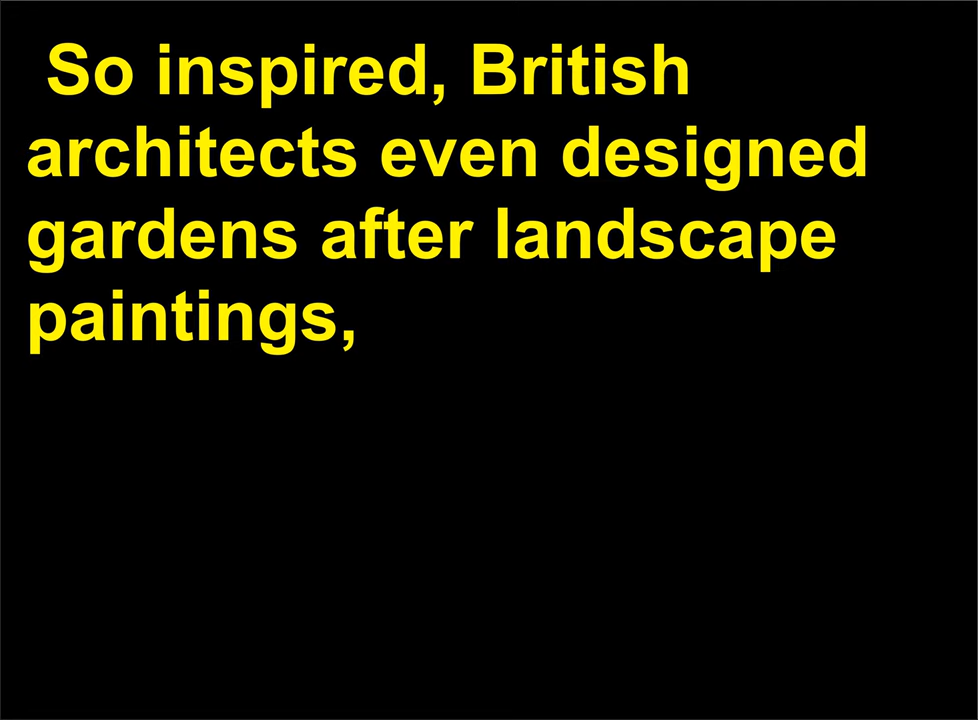 So inspired, British
architects even designed
gardens after landscape
paintings,